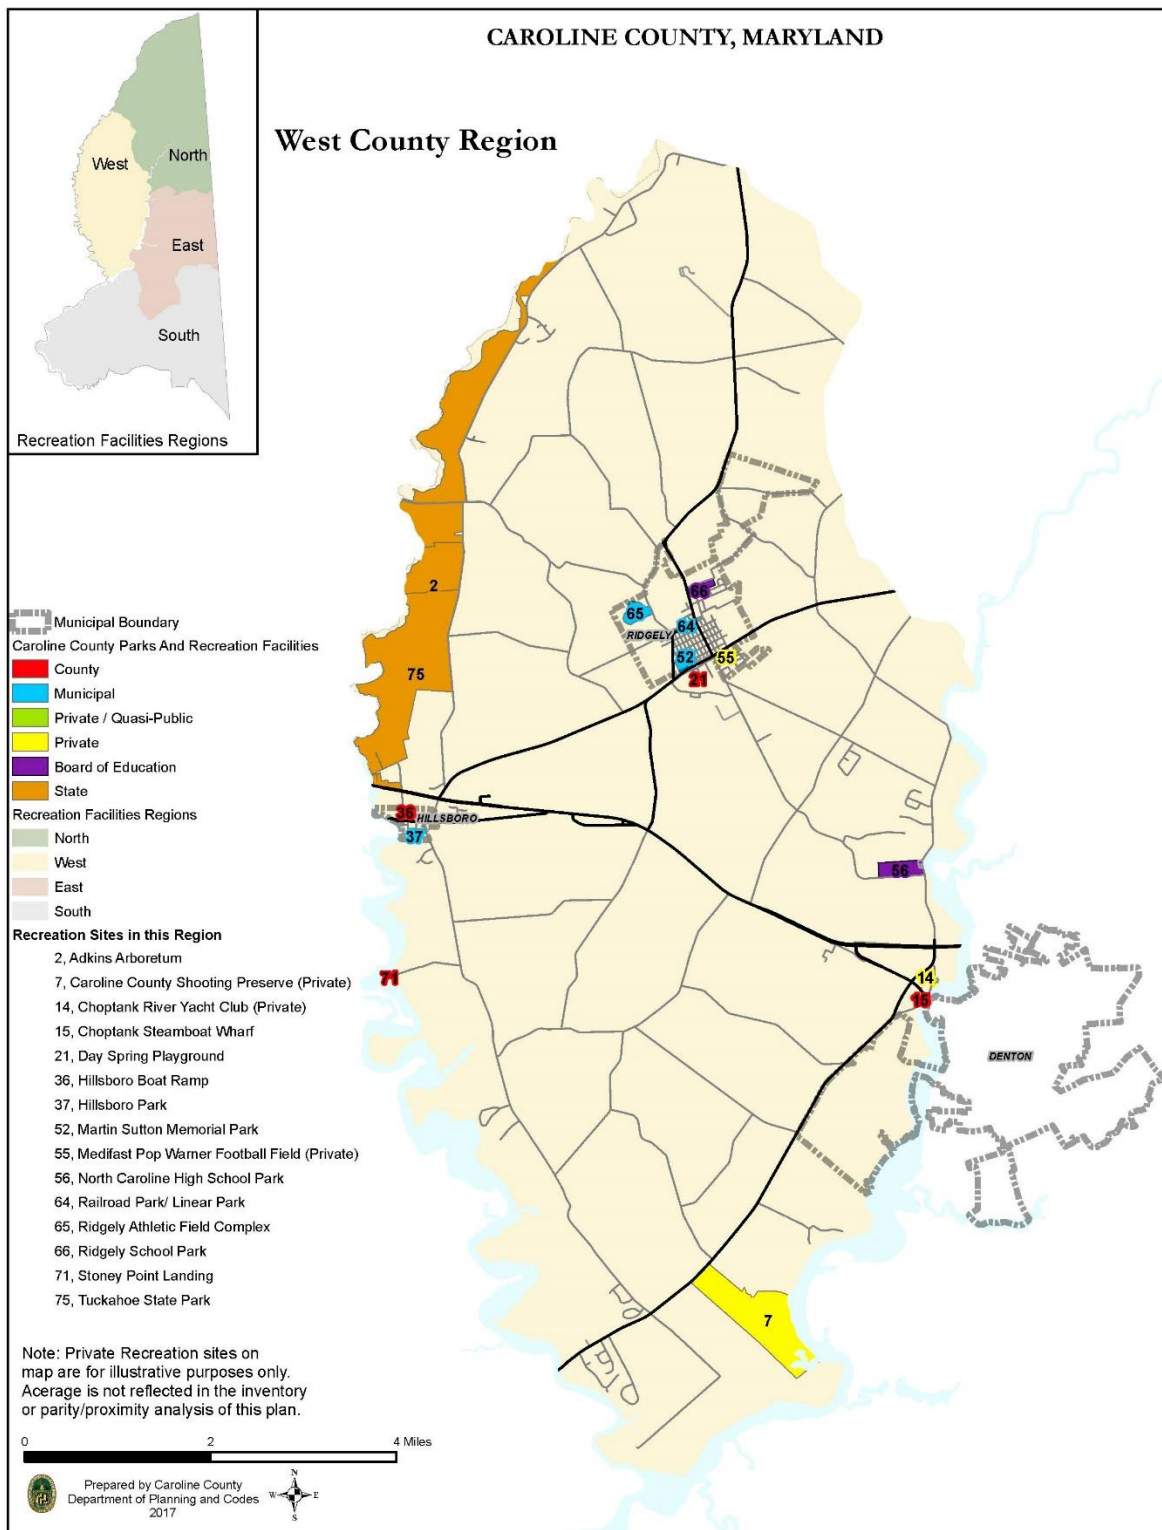 CAROLINE COUNTY, MARYLAND
West County Region
West
North
East
South
Recreation Facilities Regions
Municipal Boundary
Caroline County Parks And Recreation Facilities
County
Municipal
Private / Quasi-Public
Private
Board of Education
State
Recreation Facilities Regions
North
West
East
South
Recreation Sites in this Region
2, Adkins Arboretum
7, Caroline County Shooting Preserve (Private)
14, Choptank River Yacht Club (Private)
15, Choptank Steamboat Wharf
21, Day Spring Playground
36, Hillsboro Boat Ramp
37, Hillsboro Park
52, Martin Sutton Memorial Park
55, Medifast Pop Warner Football Field (Private)
56, North Caroline High School Park
64, Railroad Park/ Linear Park
65, Ridgely Athletic Field Complex
66, Ridgely School Park
71, Stoney Point Landing
75, Tuckahoe State Park
Note: Private Recreation sites on
map are for illustrative purposes only.
Acerage is not reflected in the inventory
or parity/proximity analysis of this plan.
0 2 4 Miles
Prepared by Caroline County
Department of Planning and Codes
2017
N
W E
S
2
66
65
64
RIDGELY
52
55
75
21
36
HILLSBORO
37
56
71
14
15
DENTON
7